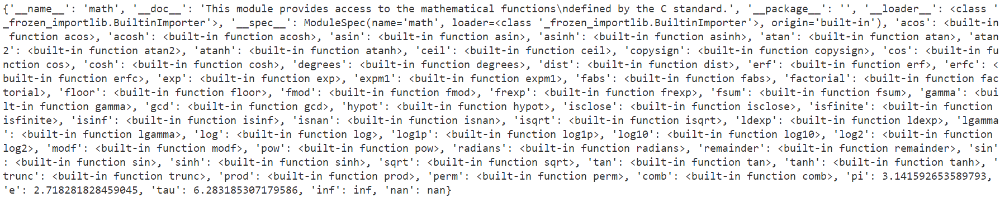 {'__name__': 'math', '__doc__': 'This module provides access to the mathematical functions\ndefined by the C standard.', '__package__': '', '__loader__': <class '
_frozen_importlib.BuiltinImporter'>, '__spec__': ModuleSpec(name='math', loader=<class '_frozen_importlib.BuiltinImporter'>, origin='built-in'), 'acos': <built-in
 function acos>, 'acosh': <built-in function acosh>, 'asin': <built-in function asin>, 'asinh': <built-in function asinh>, 'atan': <built-in function atan>, 'atan
2': <built-in function atan2>, 'atanh': <built-in function atanh>, 'ceil': <built-in function ceil>, 'copysign': <built-in function copysign>, 'cos': <built-in fu
nction cos>, 'cosh': <built-in function cosh>, 'degrees': <built-in function degrees>, 'dist': <built-in function dist>, 'erf': <built-in function erf>, 'erfc': <
built-in function erfc>, 'exp': <built-in function exp>, 'expm1': <built-in function expm1>, 'fabs': <built-in function fabs>, 'factorial': <built-in function fac
torial>, 'floor': <built-in function floor>, 'fmod': <built-in function fmod>, 'frexp': <built-in function frexp>, 'fsum': <built-in function fsum>, 'gamma': <bui
lt-in function gamma>, 'gcd': <built-in function gcd>, 'hypot': <built-in function hypot>, 'isclose': <built-in function isclose>, 'isfinite': <built-in function
isfinite>, 'isinf': <built-in function isinf>, 'isnan': <built-in function isnan>, 'isqrt': <built-in function isqrt>, 'ldexp': <built-in function ldexp>, 'lgamma
': <built-in function lgamma>, 'log': <built-in function log>, 'log1p': <built-in function log1p>, 'log10': <built-in function log10>, 'log2': <built-in function
log2>, 'modf': <built-in function modf>, 'pow': <built-in function pow>, 'radians': <built-in function radians>, 'remainder': <built-in function remainder>, 'sin'
: <built-in function sin>, 'sinh': <built-in function sinh>, 'sqrt': <built-in function sqrt>, 'tan': <built-in function tan>, 'tanh': <built-in function tanh>, '
trunc': <built-in function trunc>, 'prod': <built-in function prod>, 'perm': <built-in function perm>, 'comb': <built-in function comb>, 'pi': 3.141592653589793,
'e': 2.718281828459045, 'tau': 6.283185307179586, 'inf': inf, 'nan': nan}